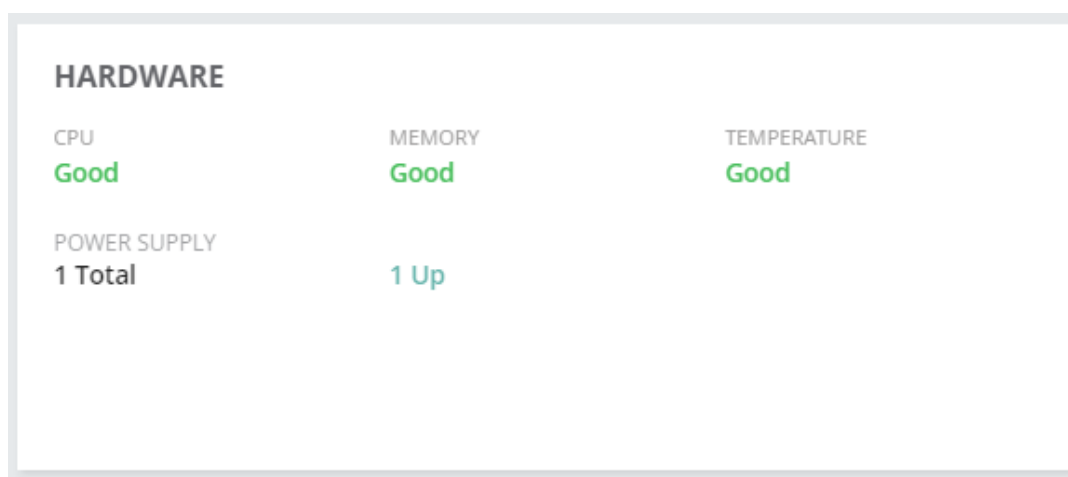 HARDWARE
CPU MEMORY TEMPERATURE
Good Good Good
POWER SUPPLY
1 Total 1 Up